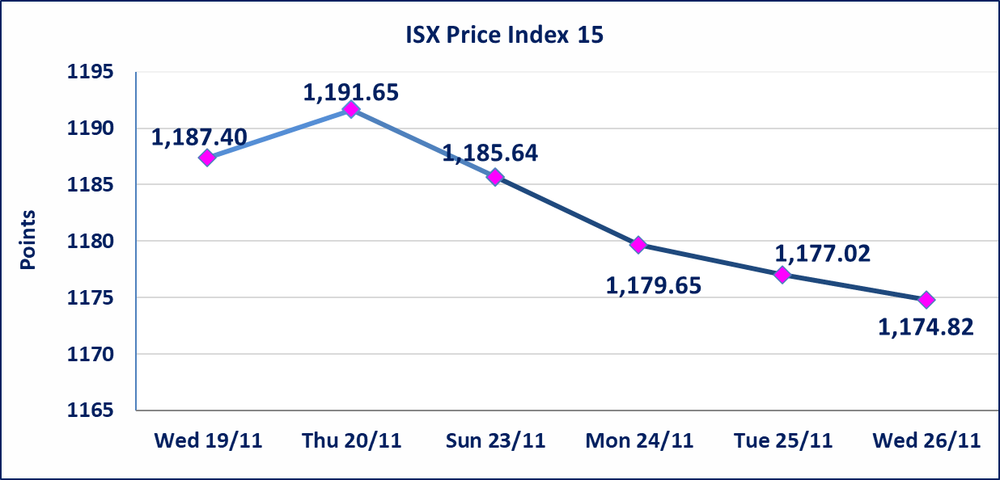 ISX Price Index 15
1195
1190
1185
1180
1175
1170
1165
Points
1,187.40
1,191.65
1,185.64
1,179.65
1,177.02
1,174.82
Wed 19/11
Thu 20/11
Sun 23/11
Mon 24/11
Tue 25/11
Wed 26/11